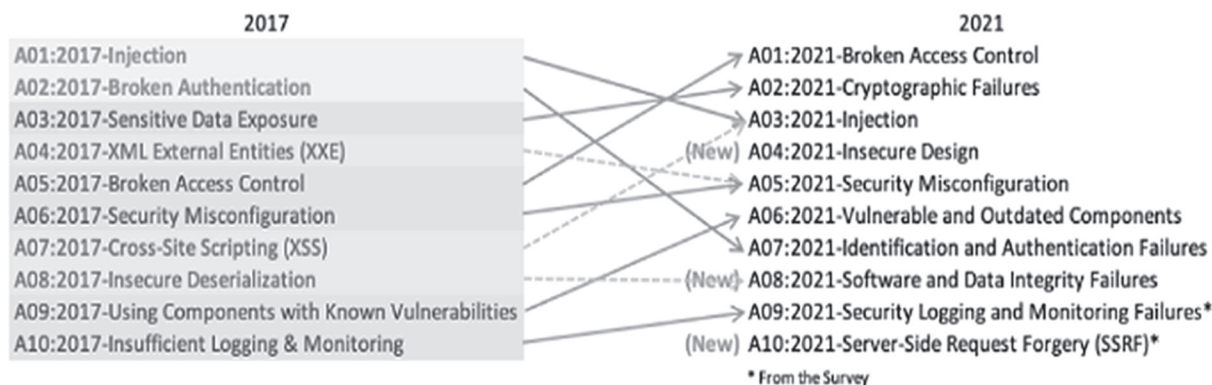 2017
A01:2017-Injection
A02:2017-Broken Authentication
A03:2017-Sensitive Data Exposure
A04:2017-XML External Entities (XXE)
A05:2017-Broken Access Control
A06:2017-Security Misconfiguration
A07:2017-Cross-Site Scripting (XSS)
A08:2017-Insecure Deserialization
A09:2017-Using Components with Known Vulnerabilities
A10:2017-Insufficient Logging & Monitoring
2021
A01:2021-Broken Access Control
A02:2021-Cryptographic Failures
A03:2021-Injection
(New) A04:2021-Insecure Design
A05:2021-Security Misconfiguration
A06:2021-Vulnerable and Outdated Components
A07:2021-Identification and Authentication Failures
(New) A08:2021-Software and Data Integrity Failures
A09:2021-Security Logging and Monitoring Failures*
(New) A10:2021-Server-Side Request Forgery (SSRF)*
* From the Survey